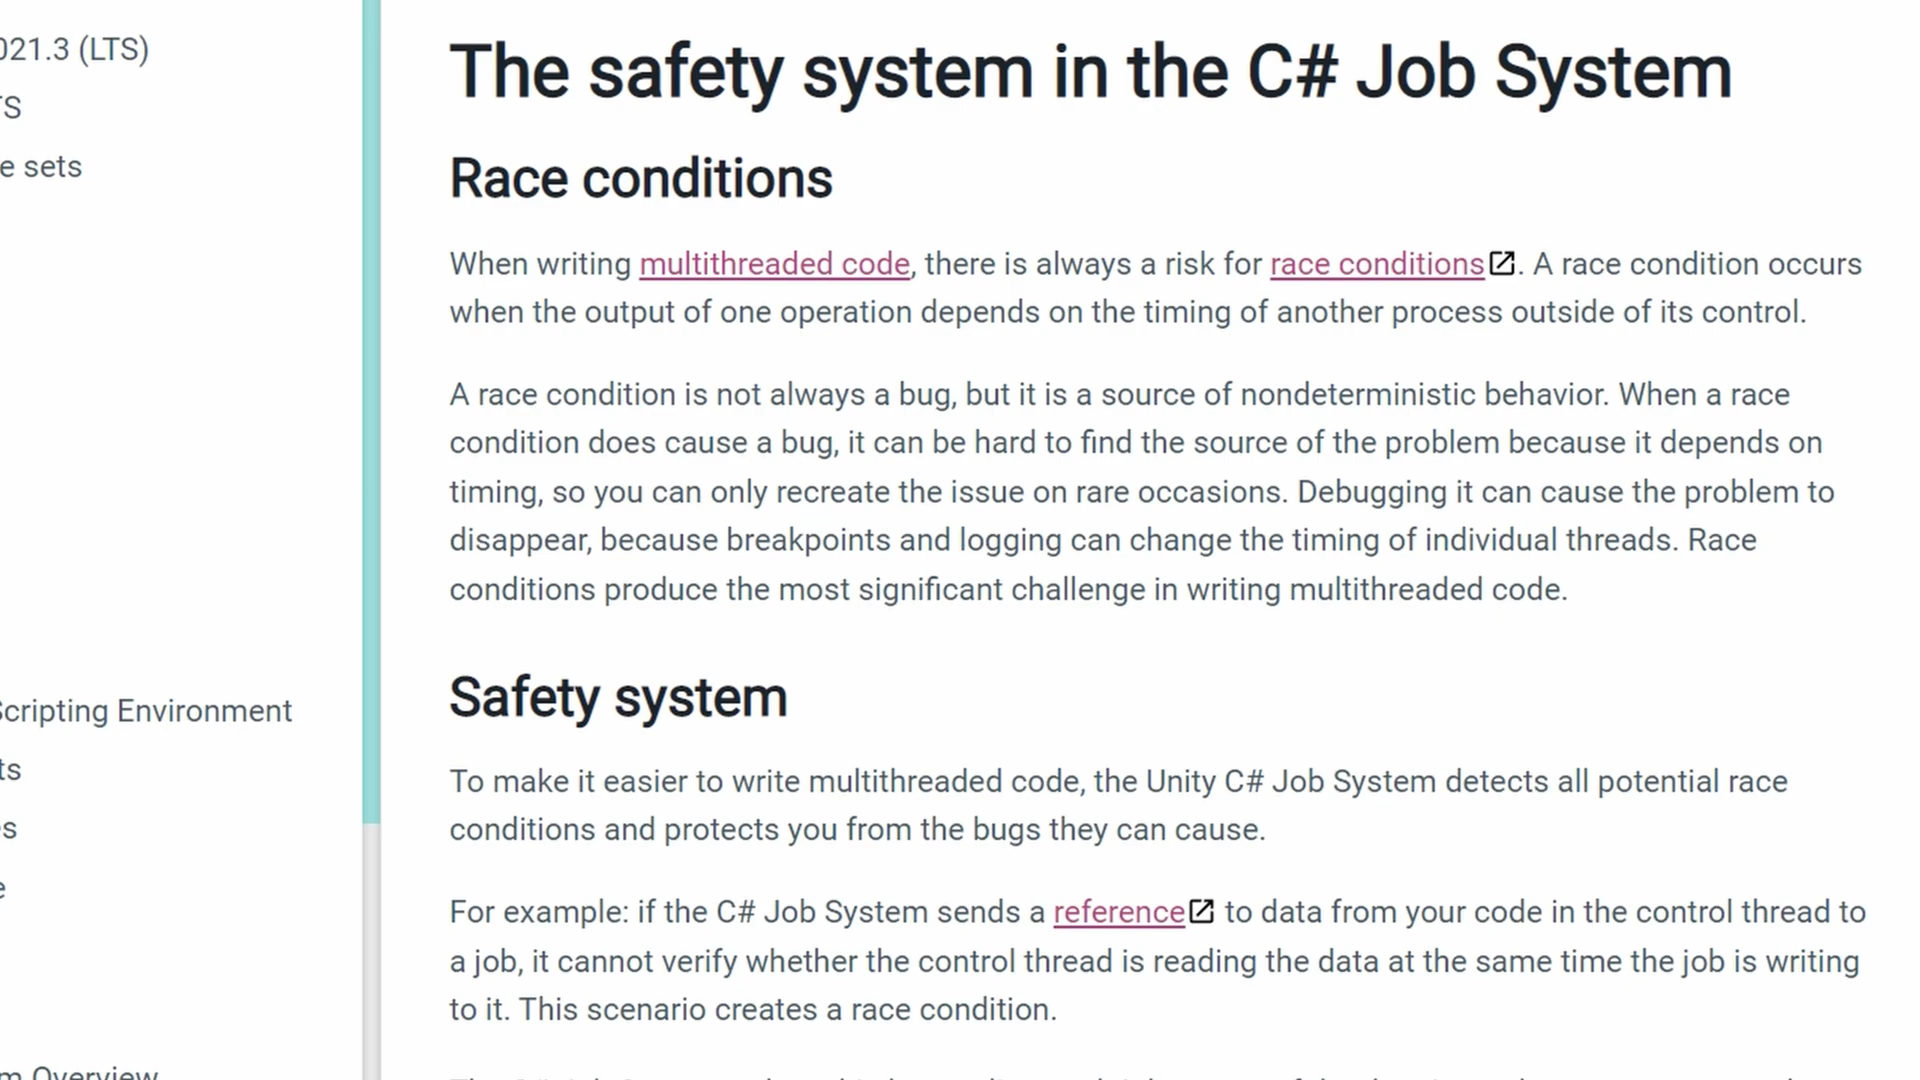 021.3 (LTS)
TS
e sets
Scripting Environment
ts
es
e
m Overview
The safety system in the C# Job System
Race conditions
When writing multithreaded code, there is always a risk for race conditions. A race condition occurs
when the output of one operation depends on the timing of another process outside of its control.
A race condition is not always a bug, but it is a source of nondeterministic behavior. When a race
condition does cause a bug, it can be hard to find the source of the problem because it depends on
timing, so you can only recreate the issue on rare occasions. Debugging it can cause the problem to
disappear, because breakpoints and logging can change the timing of individual threads. Race
conditions produce the most significant challenge in writing multithreaded code.
Safety system
To make it easier to write multithreaded code, the Unity C# Job System detects all potential race
conditions and protects you from the bugs they can cause.
For example: if the C# Job System sends a reference to data from your code in the control thread to
a job, it cannot verify whether the control thread is reading the data at the same time the job is writing
to it. This scenario creates a race condition.